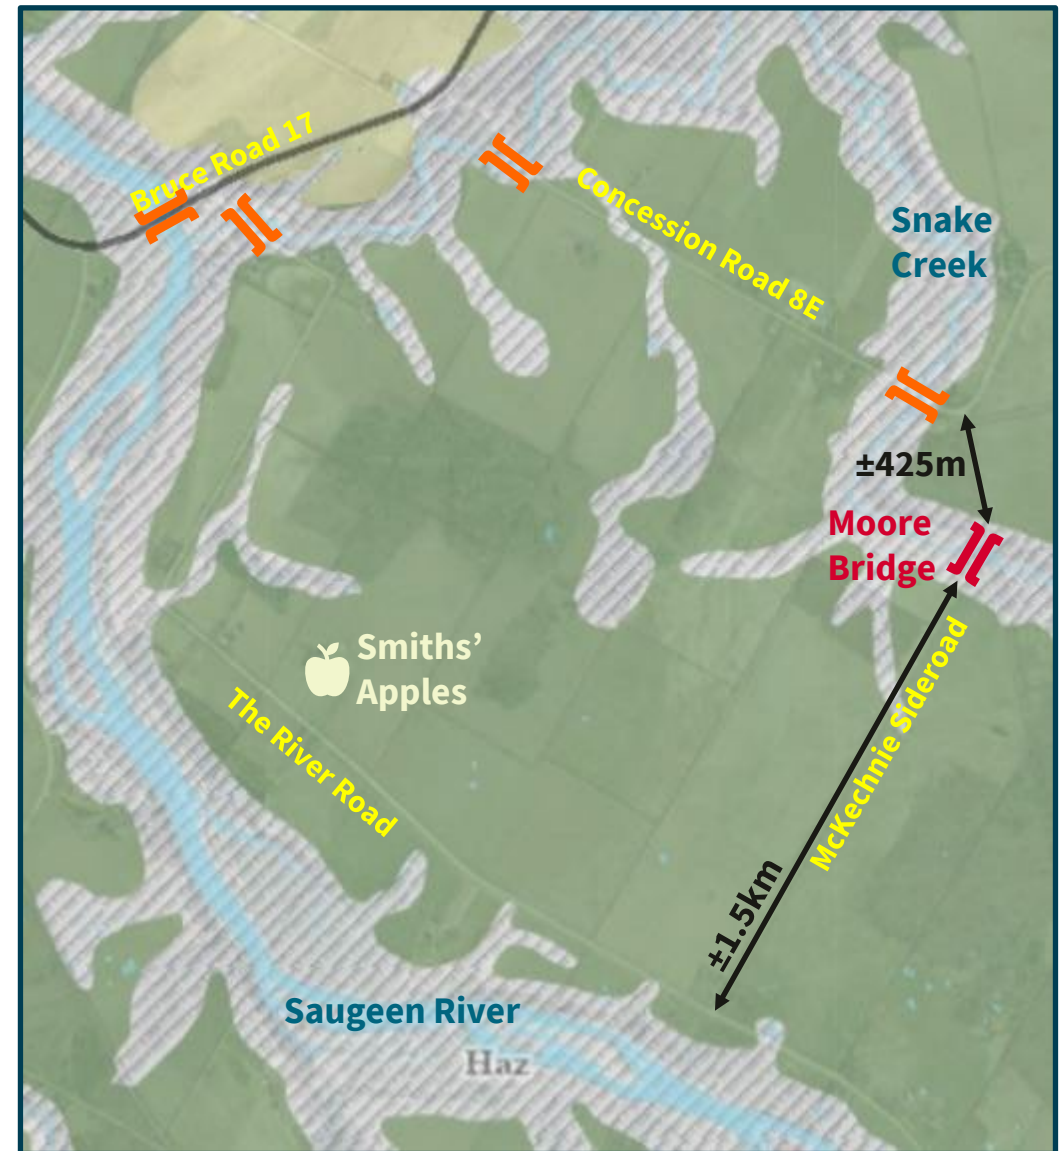 Bruce Road 17
Concession Road 8E
Snake
Creek
±425m
Moore
Bridge
McKechnie Sideroad
Smiths’
Apples
The River Road
±1.5km
Saugeen River
Haz